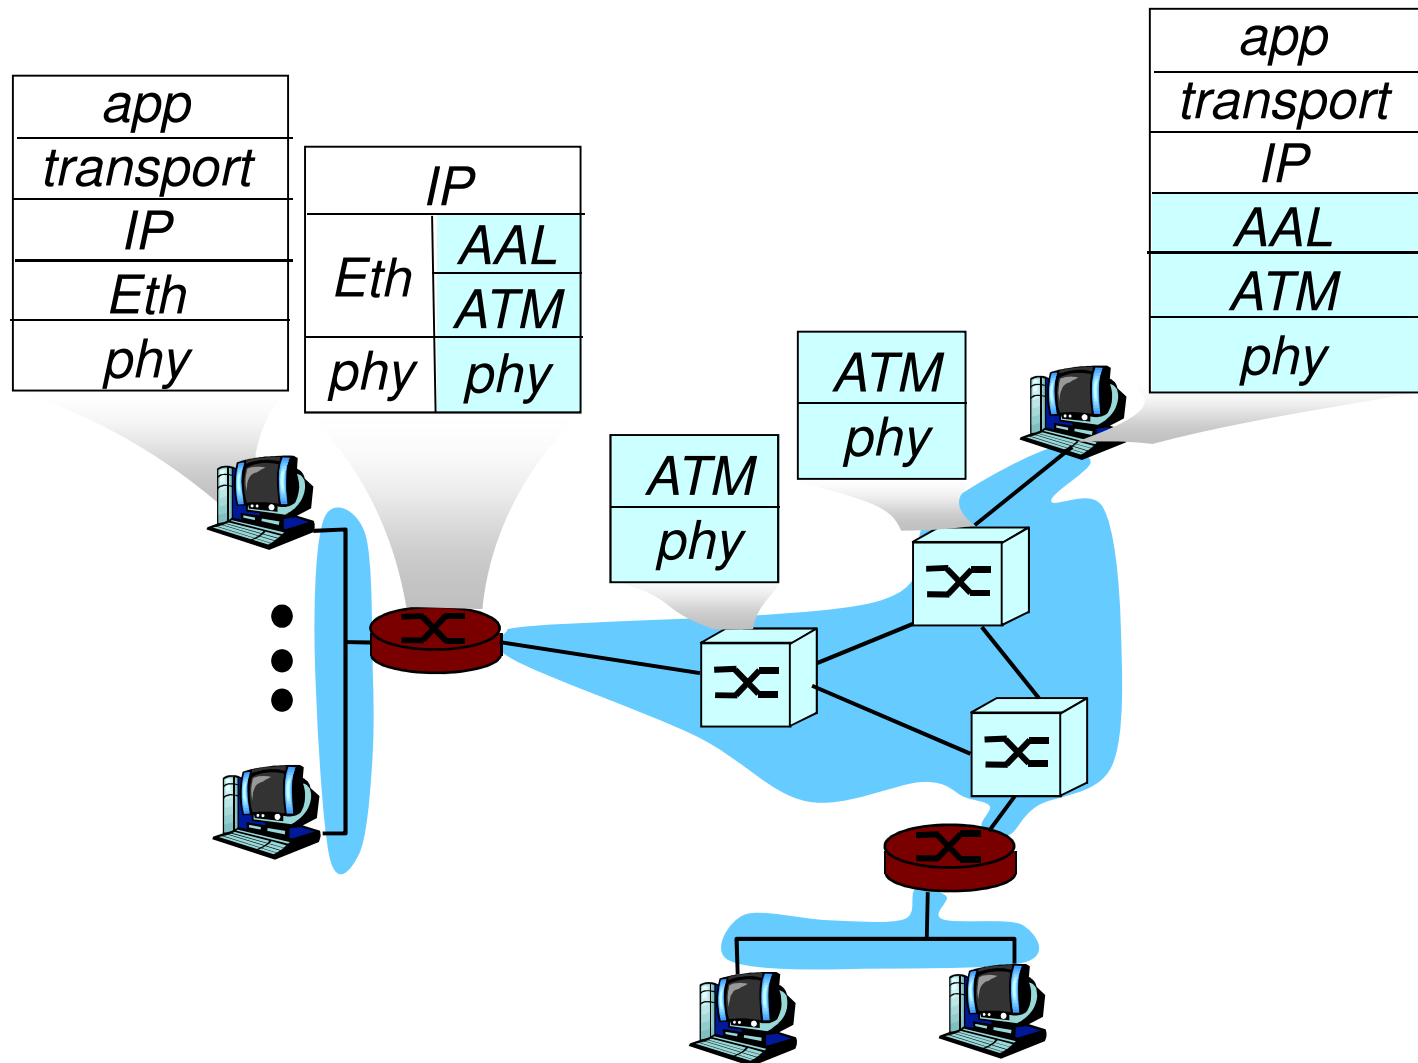 app
transport
IP
Eth
phy
IP
Eth
AAL
ATM
phy
phy
ATM
phy
ATM
phy
app
transport
IP
AAL
ATM
phy